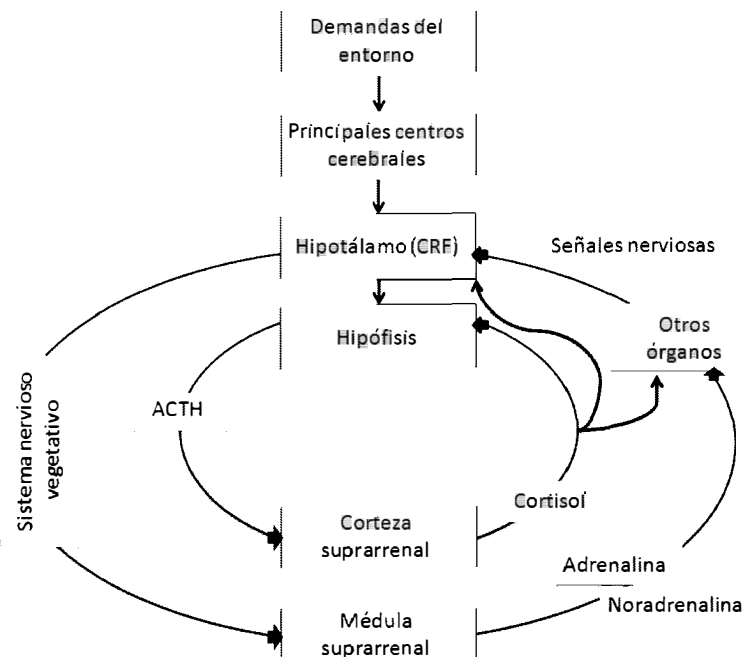 Demandas del
entorno
Principales centros
cerebrales
Hipotálamo (CRF)
Señales nerviosas
Hipófisis
Otros
órganos
ACTH
Sistema nervioso
vegetativo
Cortisol
Corteza
suprarrenal
Adrenalina
Noradrenalina
Médula
suprarrenal